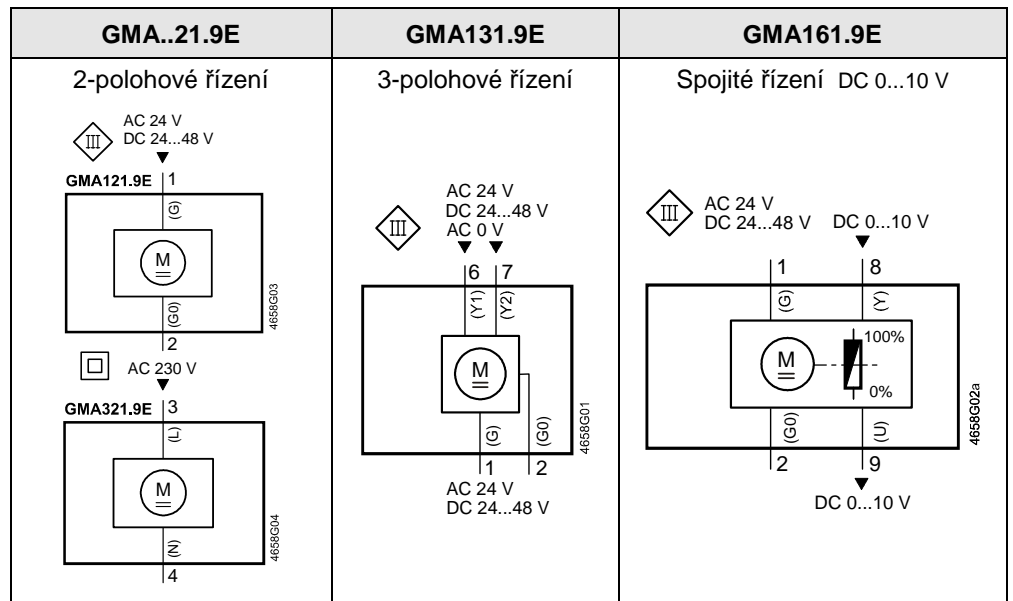 GMA..21.9E
GMA131.9E
GMA161.9E
2-polohové řízení
3-polohové řízení
Spojité řízení DC 0...10 V
III
AC 24 V
DC 24...48 V
GMA121.9E
1
(G)
M
(G0)
2
4658G03
AC 230 V
GMA321.9E
3
(L)
M
(N)
4
4658G04
III
AC 24 V
DC 24...48 V
AC 0 V
6 7
(Y1) (Y2)
M
(G) (G0)
1 2
AC 24 V
DC 24...48 V
4658G01
III
AC 24 V
DC 24...48 V
DC 0...10 V
1 8
(G) (Y)
M
100%
0%
(G0) (U)
2 9
DC 0...10 V
4658G02a